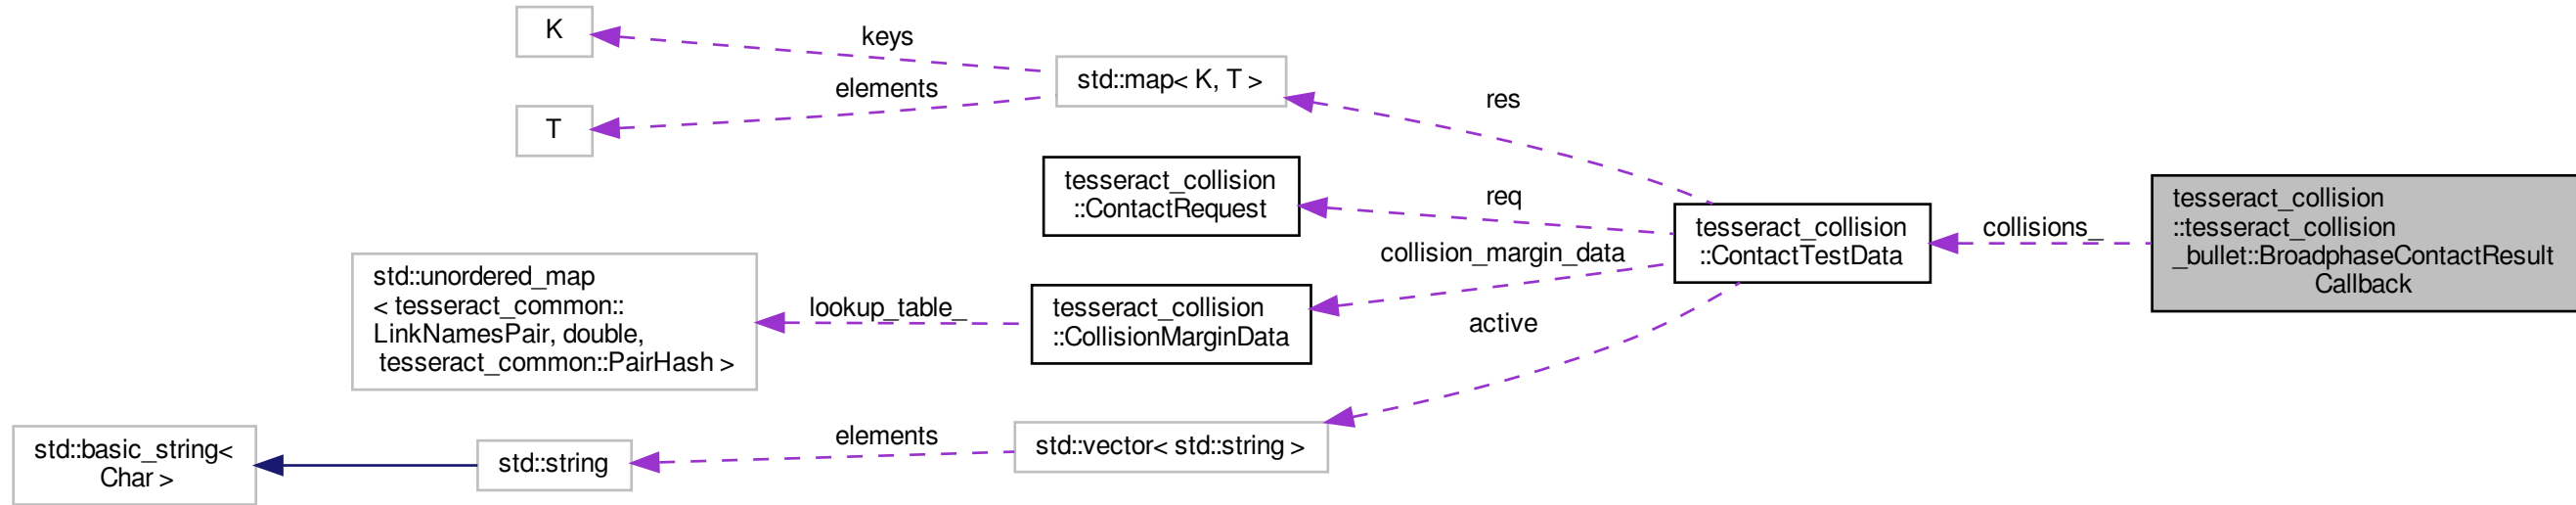 K
keys
std::map< K, T >
elements
T
res
tesseract_collision
::ContactRequest
req
tesseract_collision
::ContactTestData
collisions_
tesseract_collision
::tesseract_collision
_bullet::BroadphaseContactResult
Callback
std::unordered_map
< tesseract_common::
LinkNamesPair, double,
tesseract_common::PairHash >
lookup_table_
tesseract_collision
::CollisionMarginData
collision_margin_data
active
std::basic_string<
Char >
std::string
elements
std::vector< std::string >